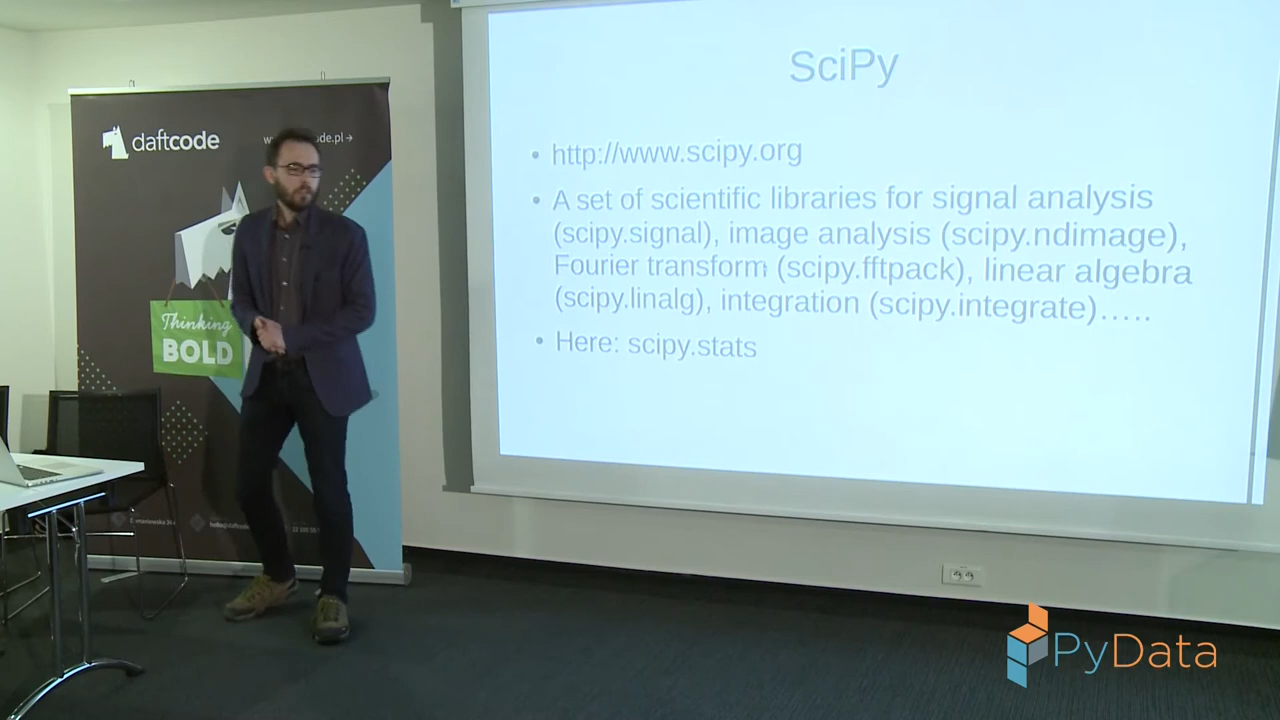 SciPy
• http://www.scipy.org
• A set of scientific libraries for signal analysis
(scipy.signal), image analysis (scipy.ndimage),
Fourier transform (scipy.fftpack), linear algebra
(scipy.linalg), integration (scipy.integrate)…..
• Here: scipy.stats
daftcode
Thinking
BOLD
PyData